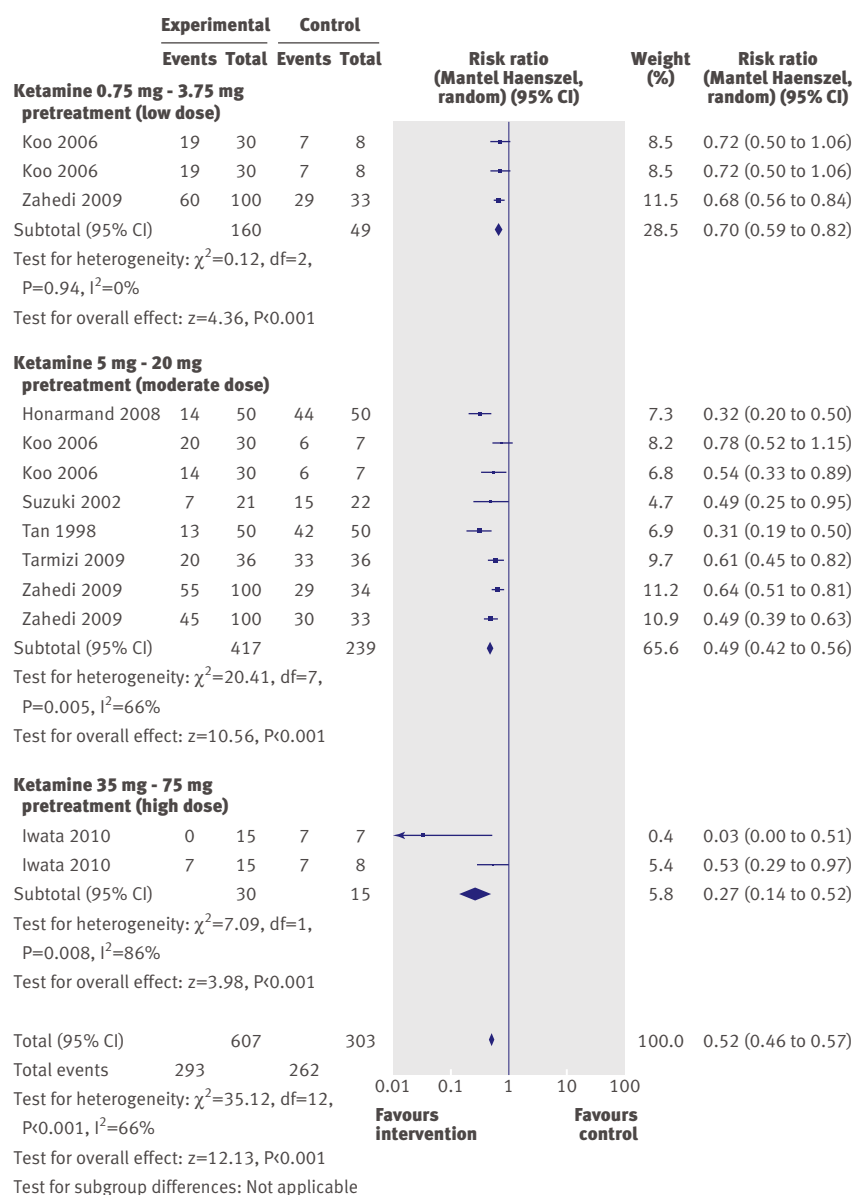 Experimental Control
Events Total Events Total Risk ratio (Mantel Haenszel, random) (95% CI) Weight (%) Risk ratio (Mantel Haenszel, random) (95% CI)
Ketamine 0.75 mg - 3.75 mg
pretreatment (low dose)
Koo 2006 19 30 7 8 8.5 0.72 (0.50 to 1.06)
Koo 2006 19 30 7 8 8.5 0.72 (0.50 to 1.06)
Zahedi 2009 60 100 29 33 11.5 0.68 (0.56 to 0.84)
Subtotal (95% CI) 160 49 28.5 0.70 (0.59 to 0.82)
Test for heterogeneity: χ²=0.12, df=2,
P=0.94, I²=0%
Test for overall effect: z=4.36, P<0.001
Ketamine 5 mg - 20 mg
pretreatment (moderate dose)
Honarmand 2008 14 50 44 50 7.3 0.32 (0.20 to 0.50)
Koo 2006 20 30 6 7 8.2 0.78 (0.52 to 1.15)
Koo 2006 14 30 6 7 6.8 0.54 (0.33 to 0.89)
Suzuki 2002 7 21 15 22 4.7 0.49 (0.25 to 0.95)
Tan 1998 13 50 42 50 6.9 0.31 (0.19 to 0.50)
Tarmizi 2009 20 36 33 36 9.7 0.61 (0.45 to 0.82)
Zahedi 2009 55 100 29 34 11.2 0.64 (0.51 to 0.81)
Zahedi 2009 45 100 30 33 10.9 0.49 (0.39 to 0.63)
Subtotal (95% CI) 417 239 65.6 0.49 (0.42 to 0.56)
Test for heterogeneity: χ²=20.41, df=7,
P=0.005, I²=66%
Test for overall effect: z=10.56, P<0.001
Ketamine 35 mg - 75 mg
pretreatment (high dose)
Iwata 2010 0 15 7 7 0.4 0.03 (0.00 to 0.51)
Iwata 2010 7 15 7 8 5.4 0.53 (0.29 to 0.97)
Subtotal (95% CI) 30 15 5.8 0.27 (0.14 to 0.52)
Test for heterogeneity: χ²=7.09, df=1,
P=0.008, I²=86%
Test for overall effect: z=3.98, P<0.001
Total (95% CI) 607 303 100.0 0.52 (0.46 to 0.57)
Total events 293 262
0.01 0.1 1 10 100
Test for heterogeneity: χ²=35.12, df=12,
P<0.001, I²=66%
Favours intervention Favours control
Test for overall effect: z=12.13, P<0.001
Test for subgroup differences: Not applicable